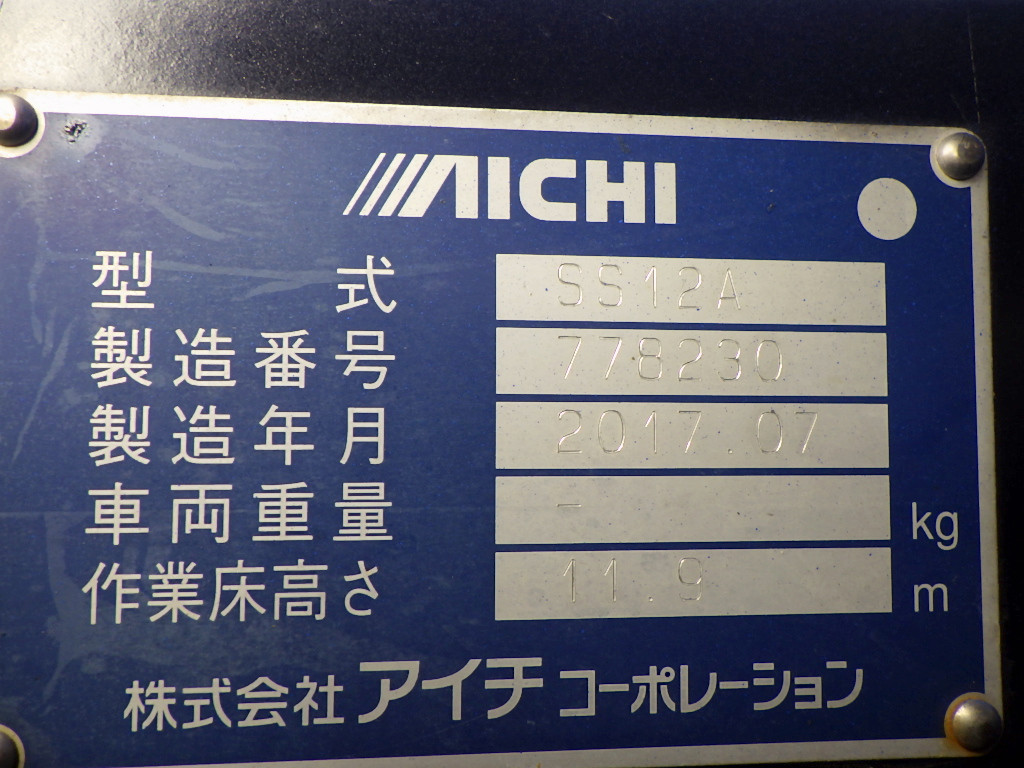 AICHI
型式 SS12A
製造番号 778230
製造年月 2017.07
車両重量 - kg
作業床高さ 11.9 m
株式会社アイチコーポレーション